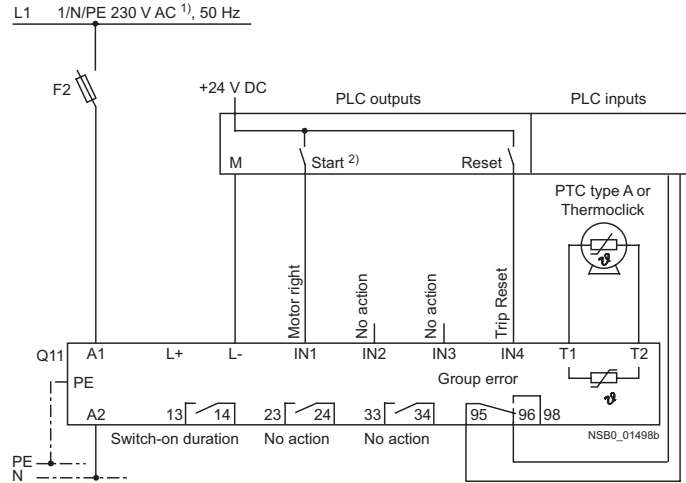 L1 1/N/PE 230 V AC 1), 50 Hz
F2
+24 V DC
PLC outputs PLC inputs
M Start 2) Reset
PTC type A or
Thermoclick
ϑ
Motor right
No action
No action
Trip Reset
Q11 A1 L+ L- IN1 IN2 IN3 IN4 T1 T2
PE Group error
ϑ
A2 13 14 23 24 33 34 95 96 98
Switch-on duration No action No action NSB0_01498b
PE
N